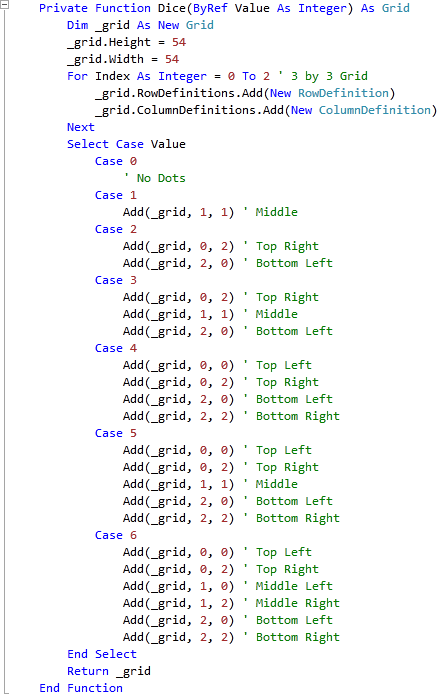 Private Function Dice(ByRef Value As Integer) As Grid
Dim _grid As New Grid
_grid.Height = 54
_grid.Width = 54
For Index As Integer = 0 To 2 ' 3 by 3 Grid
_grid.RowDefinitions.Add(New RowDefinition)
_grid.ColumnDefinitions.Add(New ColumnDefinition)
Next
Select Case Value
Case 0
' No Dots
Case 1
Add(_grid, 1, 1) ' Middle
Case 2
Add(_grid, 0, 2) ' Top Right
Add(_grid, 2, 0) ' Bottom Left
Case 3
Add(_grid, 0, 2) ' Top Right
Add(_grid, 1, 1) ' Middle
Add(_grid, 2, 0) ' Bottom Left
Case 4
Add(_grid, 0, 0) ' Top Left
Add(_grid, 0, 2) ' Top Right
Add(_grid, 2, 0) ' Bottom Left
Add(_grid, 2, 2) ' Bottom Right
Case 5
Add(_grid, 0, 0) ' Top Left
Add(_grid, 0, 2) ' Top Right
Add(_grid, 1, 1) ' Middle
Add(_grid, 2, 0) ' Bottom Left
Add(_grid, 2, 2) ' Bottom Right
Case 6
Add(_grid, 0, 0) ' Top Left
Add(_grid, 0, 2) ' Top Right
Add(_grid, 1, 0) ' Middle Left
Add(_grid, 1, 2) ' Middle Right
Add(_grid, 2, 0) ' Bottom Left
Add(_grid, 2, 2) ' Bottom Right
End Select
Return _grid
End Function